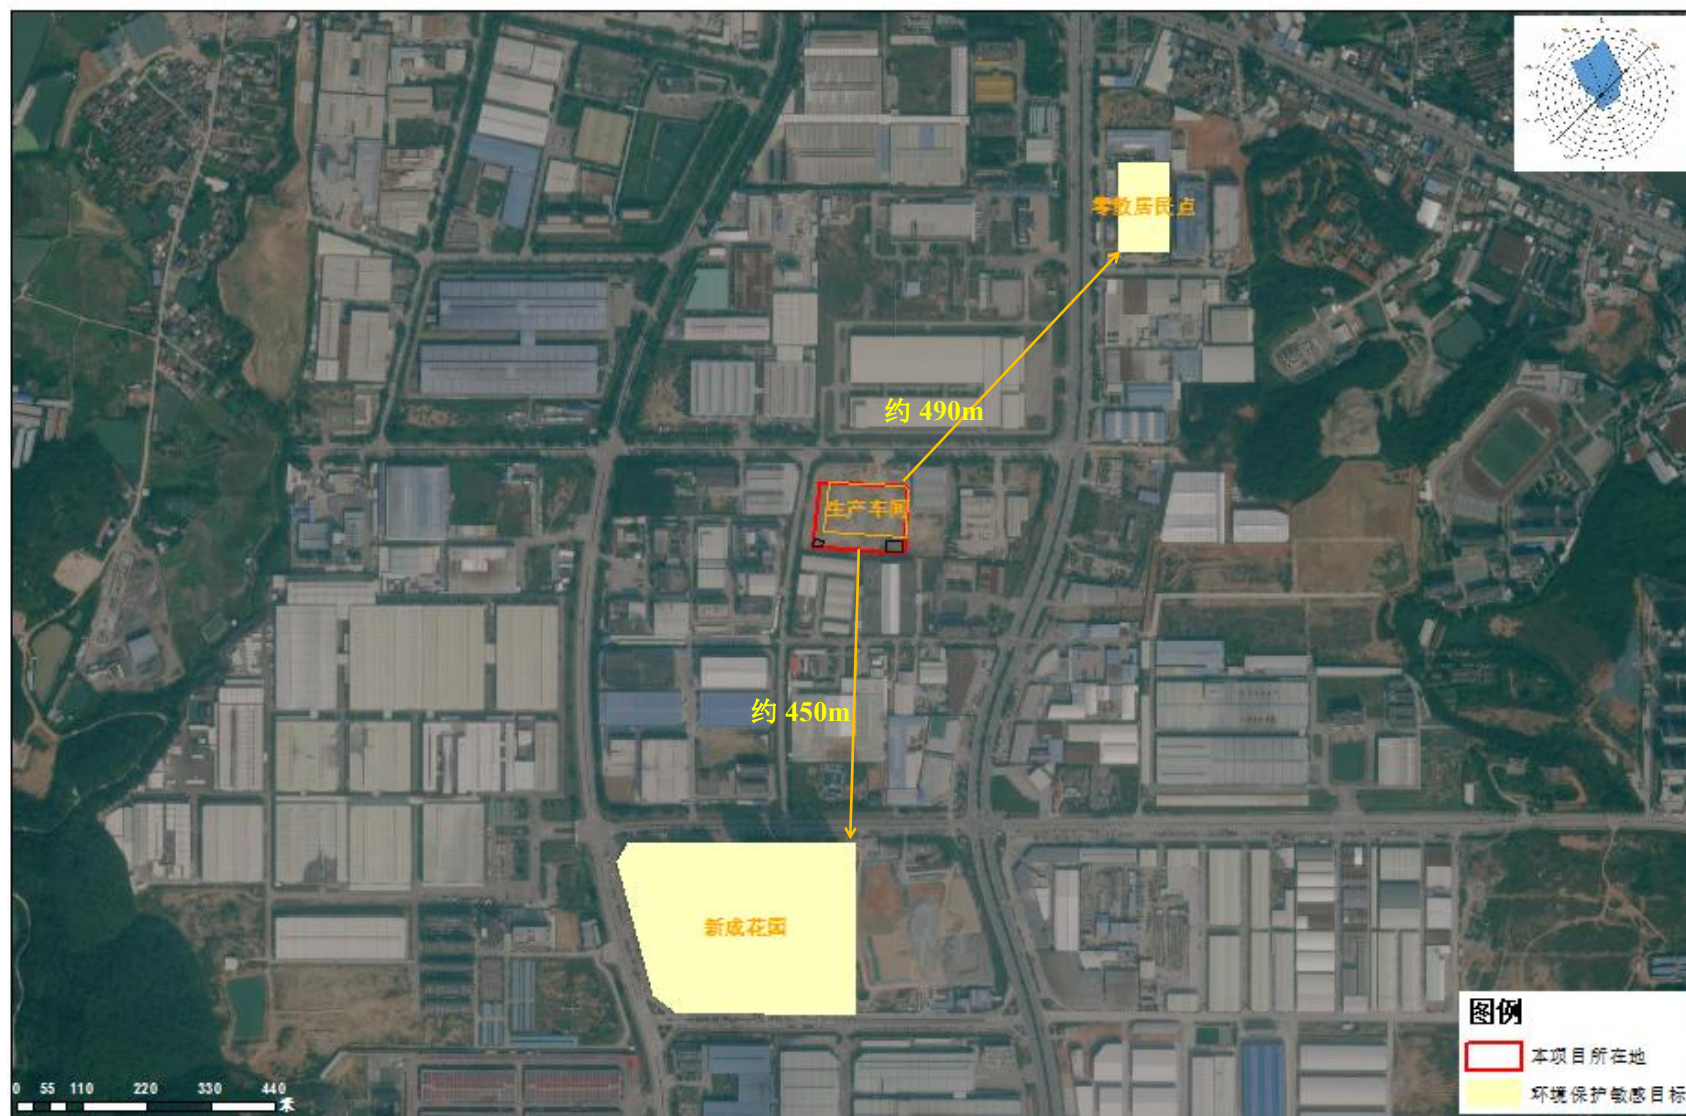 零散居民点
约 490m
生产车间
约 450m
新成花园
图例
本项目所在地
环境保护敏感目标
0 55 110 220 330 440
米